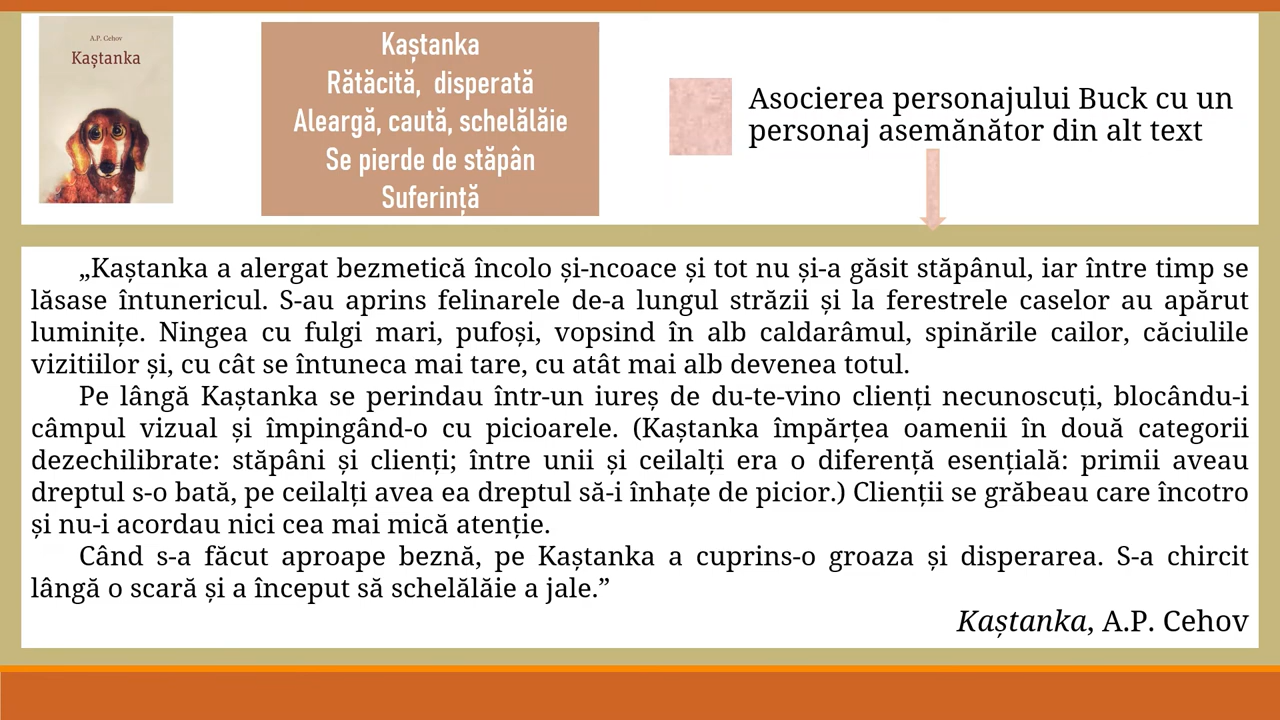 A.P. Cehov
Kaștanka
Kaștanka
Rătăcită, disperată
Aleargă, caută, schelălăie
Se pierde de stăpân
Suferință
Asocierea personajului Buck cu un
personaj asemănător din alt text
„Kaștanka a alergat bezmetică încolo și-ncoace și tot nu și-a găsit stăpânul, iar între timp se
lăsase întunericul. S-au aprins felinarele de-a lungul străzii și la ferestrele caselor au apărut
luminițe. Ningea cu fulgi mari, pufoși, vopsind în alb caldarâmul, spinările cailor, căciulile
vizitiilor și, cu cât se întuneca mai tare, cu atât mai alb devenea totul.
Pe lângă Kaștanka se perindau într-un iureș de du-te-vino clienți necunoscuți, blocându-i
câmpul vizual și împingând-o cu picioarele. (Kaștanka împărțea oamenii în două categorii
dezechilibrate: stăpâni și clienți; între unii și ceilalți era o diferență esențială: primii aveau
dreptul s-o bată, pe ceilalți avea ea dreptul să-i înhațe de picior.) Clienții se grăbeau care încotro
și nu-i acordau nici cea mai mică atenție.
Când s-a făcut aproape beznă, pe Kaștanka a cuprins-o groaza și disperarea. S-a chircit
lângă o scară și a început să schelălăie a jale.”
Kaștanka, A.P. Cehov